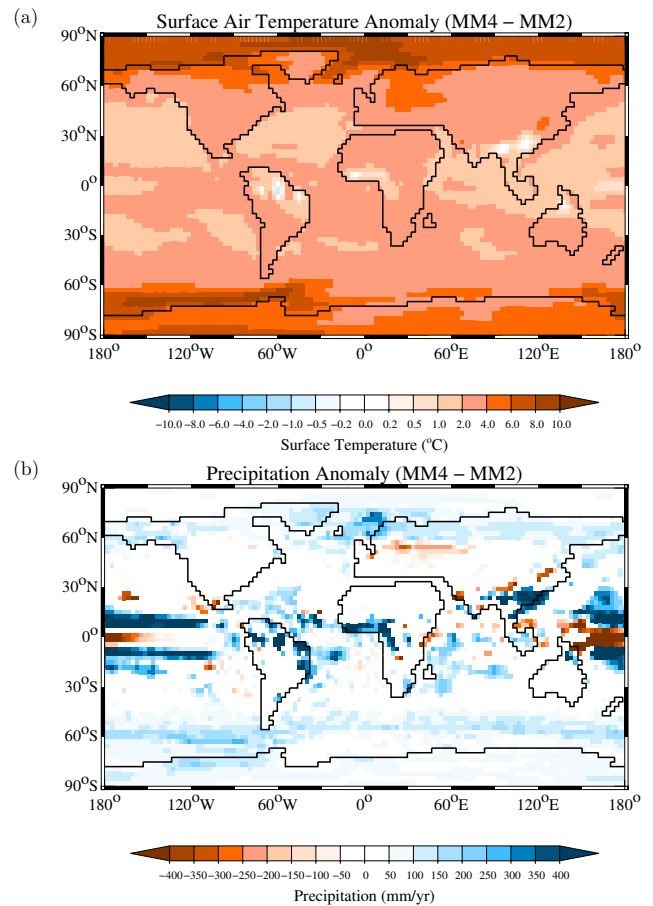 (a)
Surface Air Temperature Anomaly (MM4 − MM2)
90°N
60°N
30°N
0°
30°S
60°S
90°S
180° 120°W 60°W 0° 60°E 120°E 180°
−10.0 −8.0 −6.0 −4.0 −2.0 −1.0 −0.5 −0.2 0.0 0.2 0.5 1.0 2.0 4.0 6.0 8.0 10.0
Surface Temperature (°C)
(b)
Precipitation Anomaly (MM4 − MM2)
90°N
60°N
30°N
0°
30°S
60°S
90°S
180° 120°W 60°W 0° 60°E 120°E 180°
−400 −350 −300 −250 −200 −150 −100 −50 0 50 100 150 200 250 300 350 400
Precipitation (mm/yr)